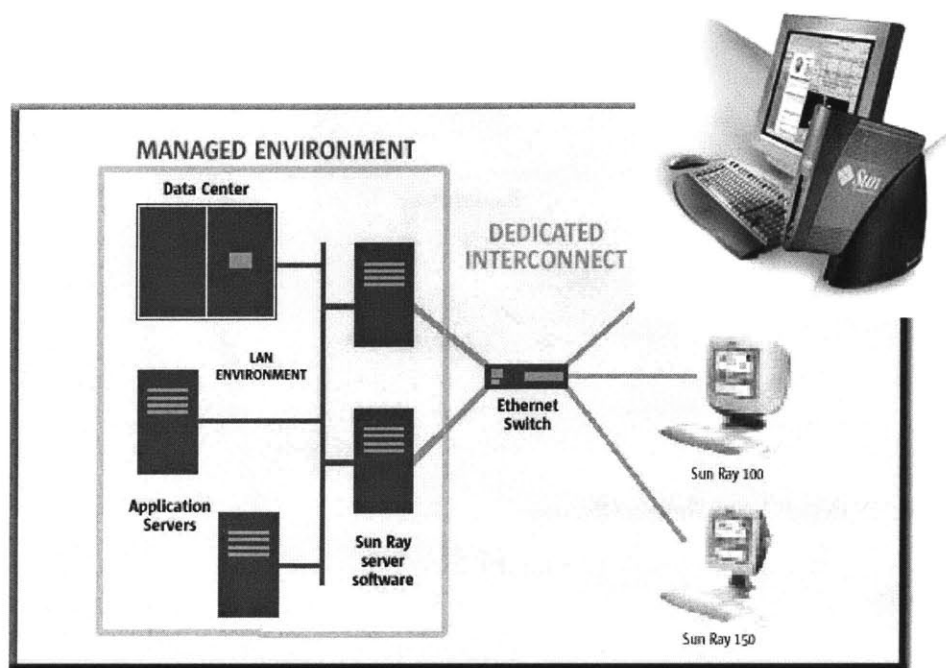 MANAGED ENVIRONMENT
Data Center
DEDICATED
INTERCONNECT
Sun
LAN
ENVIRONMENT
Ethernet
Switch
Sun Ray 100
Application
Servers
Sun Ray
server
software
Sun Ray 150